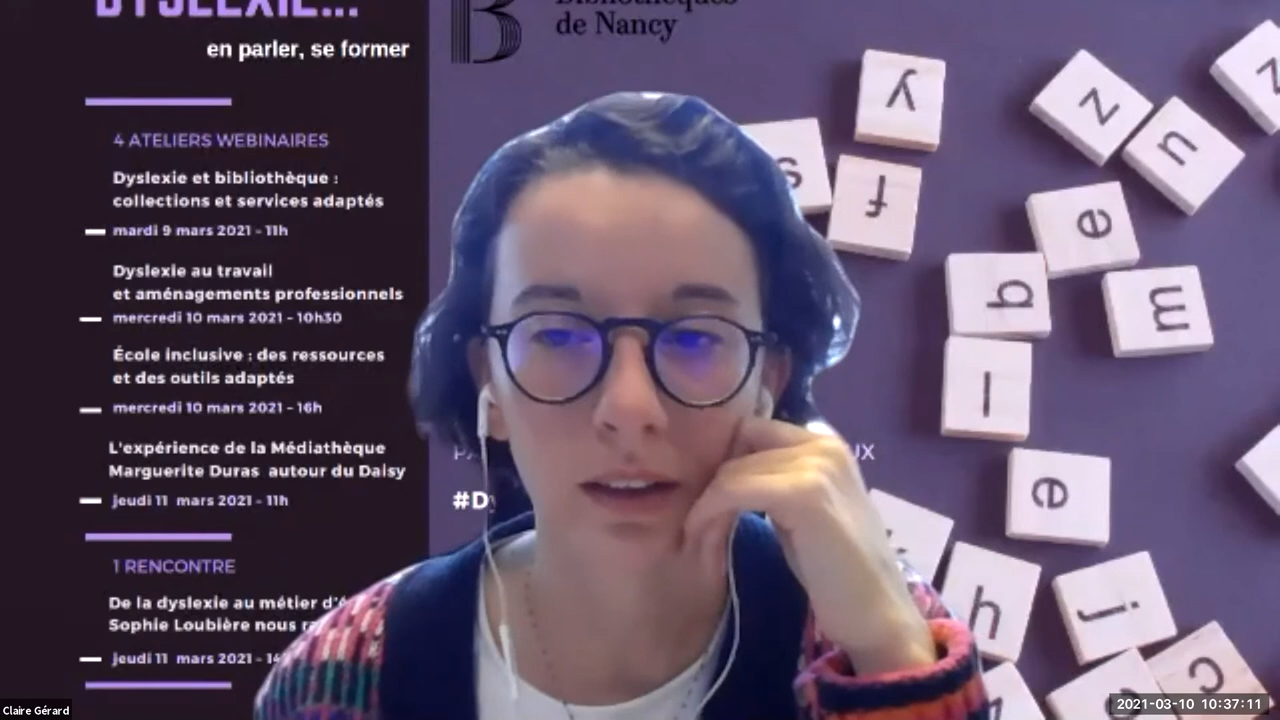 DYSLEXIE...
en parler, se former
4 ATELIERS WEBINAIRES
Dyslexie et bibliothèque :
collections et services adaptés
mardi 9 mars 2021 - 11h
Dyslexie au travail
et aménagements professionnels
mercredi 10 mars 2021 - 10h30
École inclusive : des ressources
et des outils adaptés
mercredi 10 mars 2021 - 16h
L'expérience de la Médiathèque
Marguerite Duras autour du Daisy
jeudi 11 mars 2021 - 11h
1 RENCONTRE
De la dyslexie au métier
Sophie Loubière nous
jeudi 11 mars 2021
B
Bibliothèques
de Nancy
y
z
z
s
f
u
e
b
m
l
e
h
j
c
Claire Gérard
2021-03-10 10:37:11